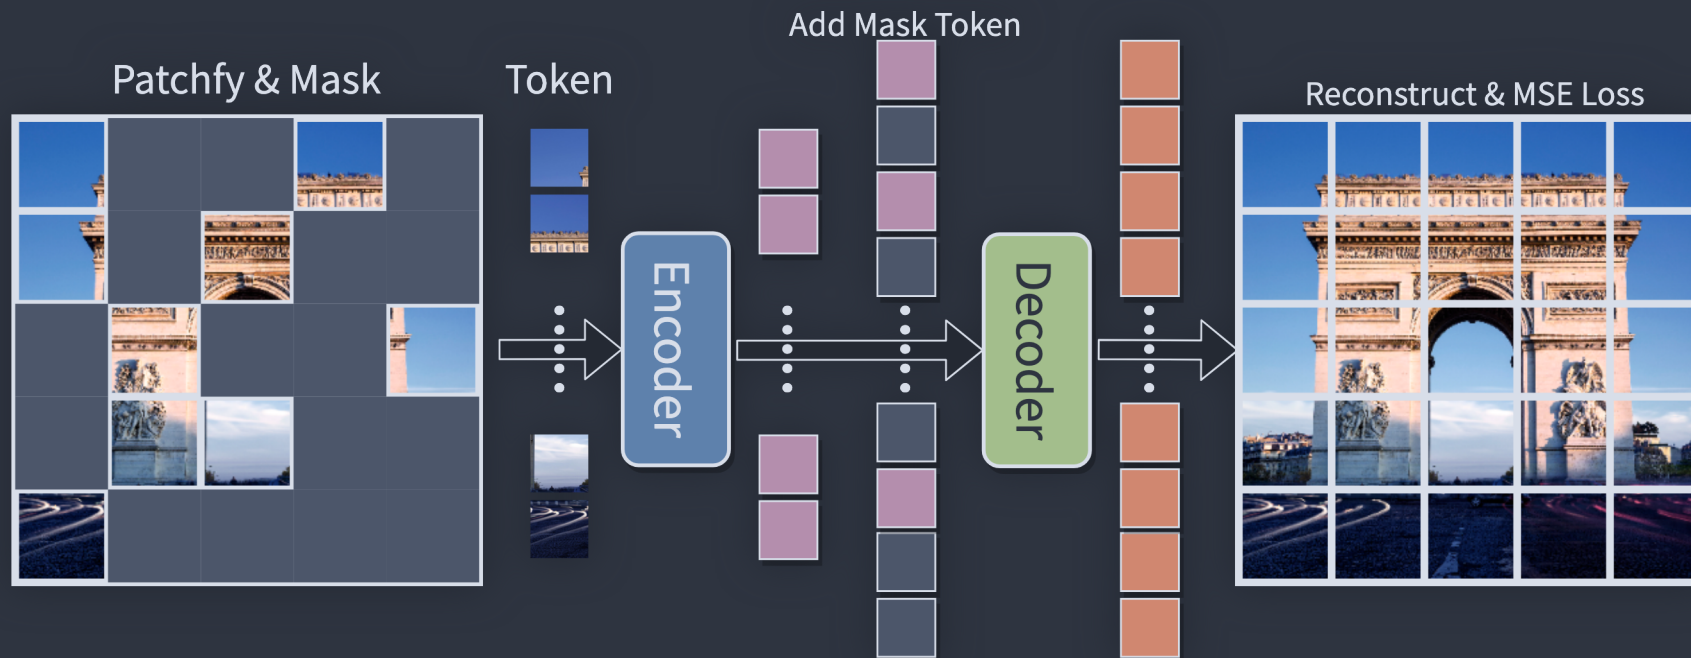 Add Mask Token
Patchfy & Mask
Token
Reconstruct & MSE Loss
Encoder
Decoder